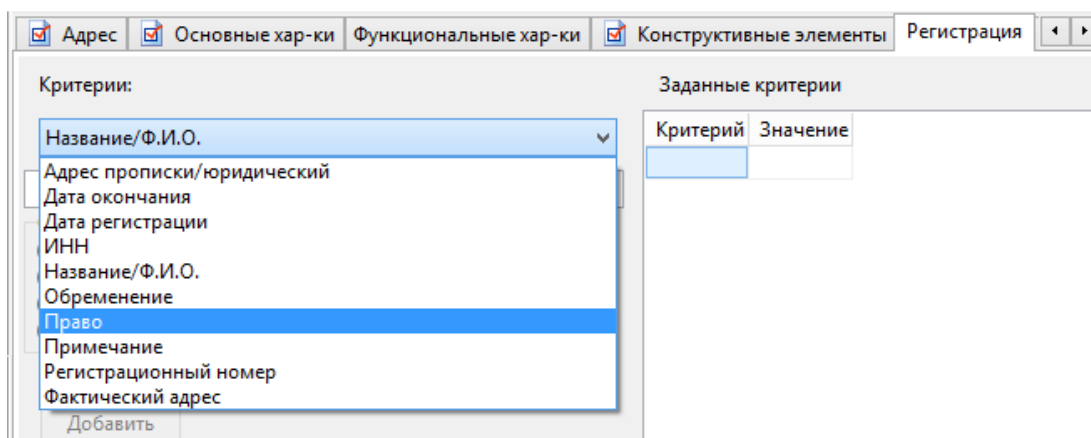 Адрес Основные хар-ки Функциональные хар-ки Конструктивные элементы Регистрация
Критерии:
Заданные критерии
Название/Ф.И.О.
Критерий Значение
Адрес прописки/юридический
Дата окончания
Дата регистрации
ИНН
Название/Ф.И.О.
Обременение
Право
Примечание
Регистрационный номер
Фактический адрес
Добавить